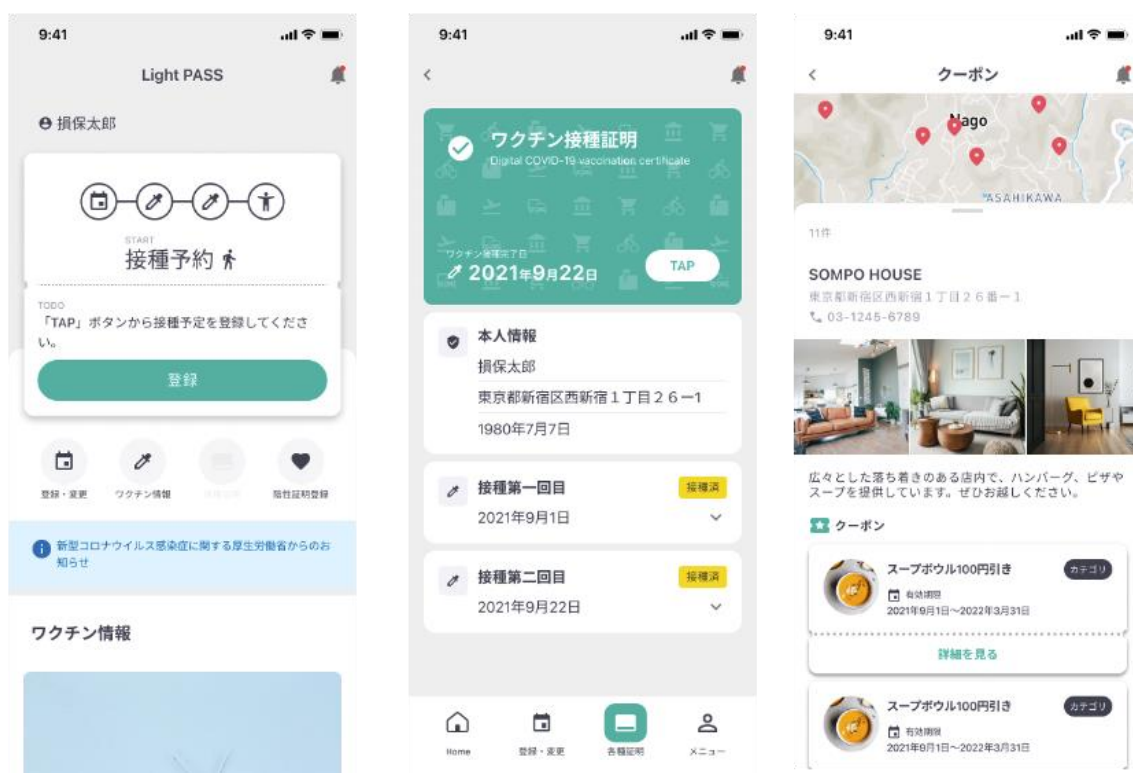 9:41
Light PASS
損保太郎
START
接種予約
TODO
「TAP」ボタンから接種予定を登録してくださ
い。
登録
登録・変更
ワクチン情報
陰性証明登録
新型コロナウイルス感染症に関する厚生労働省からのお
知らせ
ワクチン情報
9:41
ワクチン接種証明
Digital COVID-19 vaccination certificate
ワクチン接種完了日
2021年9月22日
TAP
本人情報
損保太郎
東京都新宿区西新宿1丁目26ー1
1980年7月7日
接種第一回目
接種済
2021年9月1日
接種第二回目
接種済
2021年9月22日
Home
登録・変更
各種証明
メニュー
9:41
クーポン
Nago
ASAHIKAWA
11件
SOMPO HOUSE
東京都新宿区西新宿1丁目26番ー1
03-1245-6789
広々とした落ち着きのある店内で、ハンバーグ、ピザや
スープを提供しています。ぜひお越しください。
クーポン
スープボウル100円引き
カテゴリ
有効期限
2021年9月1日～2022年3月31日
詳細を見る
スープボウル100円引き
カテゴリ
有効期限
2021年9月1日～2022年3月31日